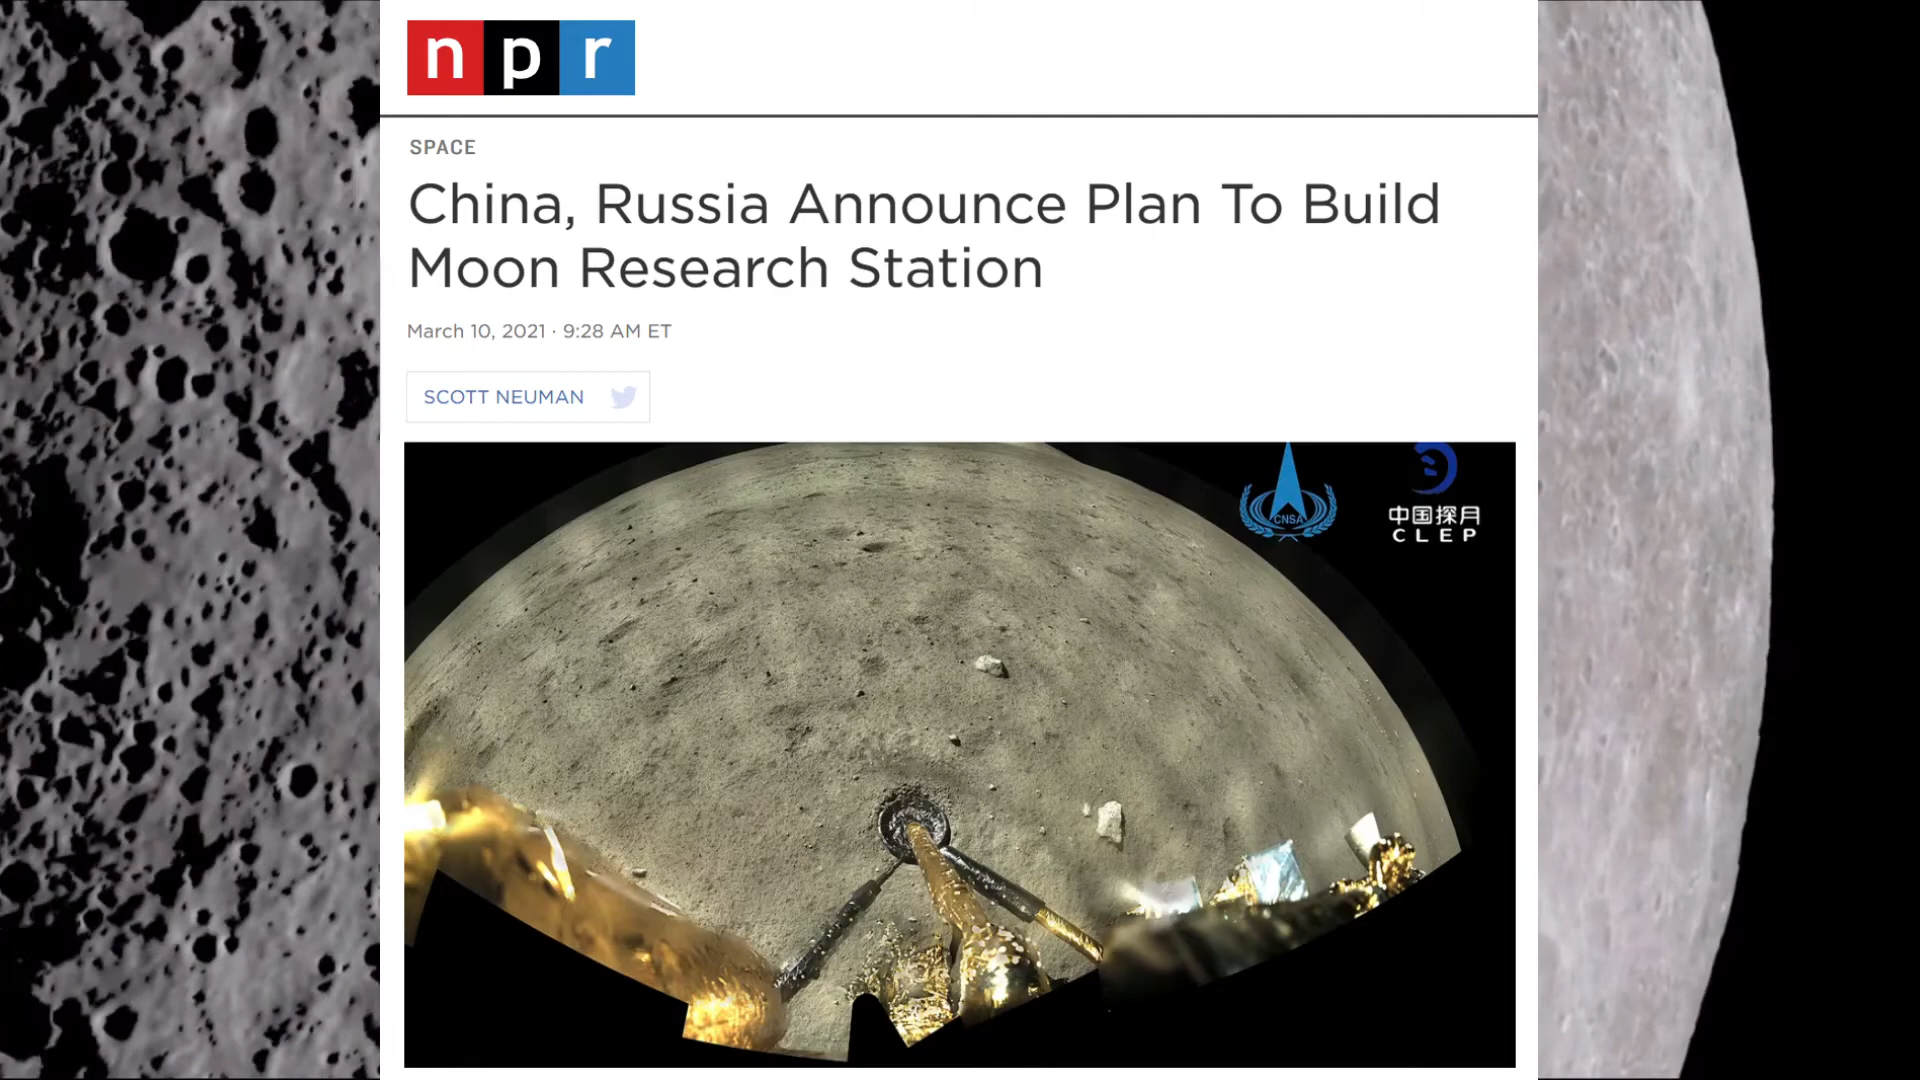 npr
SPACE
China, Russia Announce Plan To Build
Moon Research Station
March 10, 2021 · 9:28 AM ET
SCOTT NEUMAN
CNSA
中国探月
CLEP